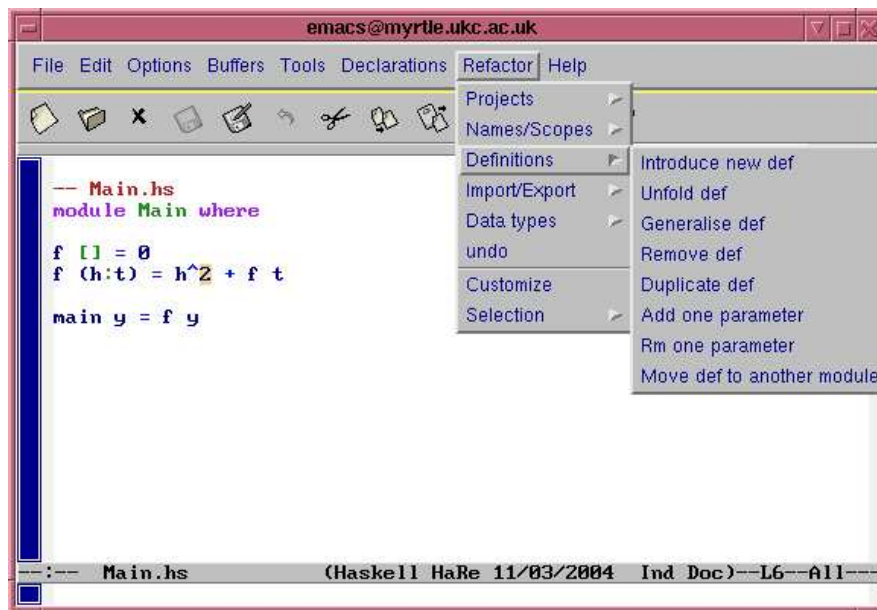 emacs@myrtle.ukc.ac.uk
File Edit Options Buffers Tools Declarations Refactor Help
Projects
Names/Scopes
Definitions
Import/Export
Data types
undo
Customize
Selection
Introduce new def
Unfold def
Generalise def
Remove def
Duplicate def
Add one parameter
Rm one parameter
Move def to another module
-- Main.hs
module Main where
f [] = 0
f (h:t) = h^2 + f t
main y = f y
--:-- Main.hs (Haskell HaRe 11/03/2004 Ind Doc)--L6--All---